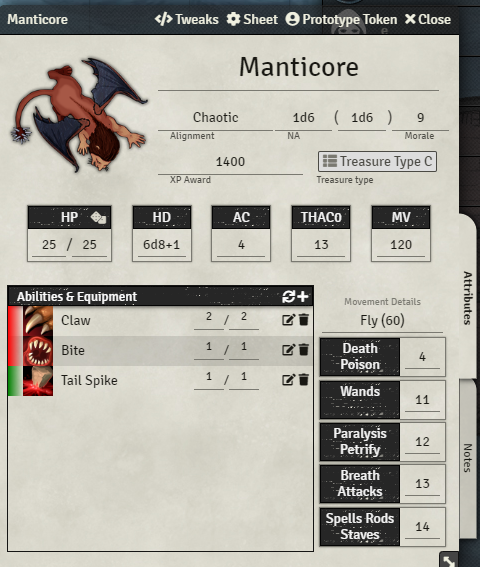 Manticore Tweaks Sheet Prototype Token Close
Manticore
Chaotic 1d6 ( 1d6 ) 9
Alignment NA Morale
1400 Treasure Type C
XP Award Treasure type
HP HD AC THAC0 MV
25 / 25 6d8+1 4 13 120
Abilities & Equipment
Claw 2 / 2
Bite 1 / 1
Tail Spike 1 / 1
Movement Details
Fly (60)
Death
Poison 4
Wands 11
Paralysis
Petrify 12
Breath
Attacks 13
Spells Rods
Staves 14
Attributes
Notes